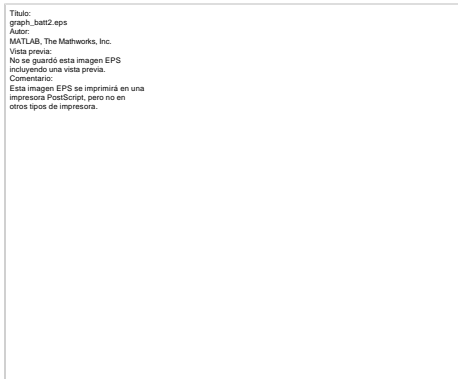 Título:
graph_batt2.eps
Autor:
MATLAB, The Mathworks, Inc.
Vista previa:
No se guardó esta imagen EPS
incluyendo una vista previa.
Comentario:
Esta imagen EPS se imprimirá en una
impresora PostScript, pero no en
otros tipos de impresora.